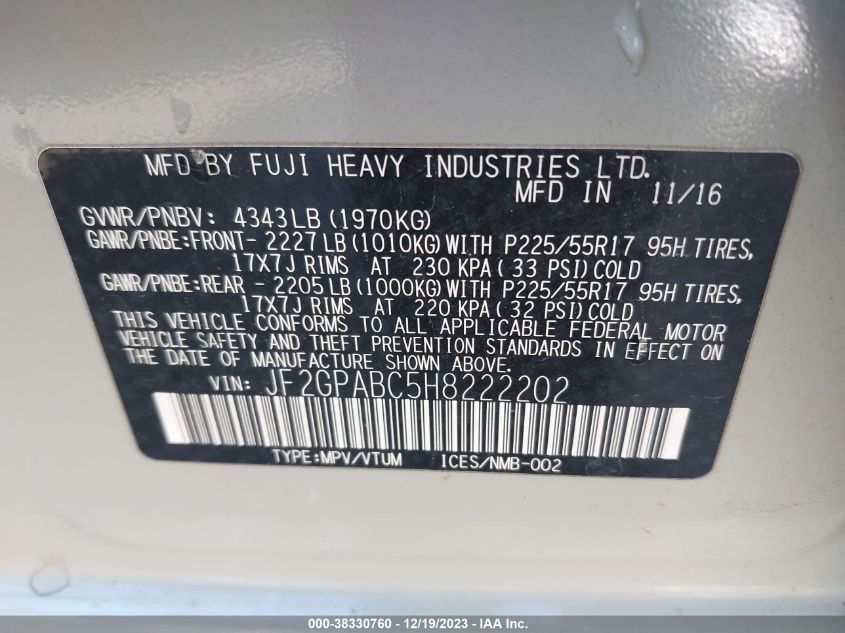 MFD BY FUJI HEAVY INDUSTRIES LTD.
MFD IN 11/16
GVWR/PNBV: 4343LB (1970KG)
GAWR/PNBE:FRONT- 2227LB(1010KG)WITH P225/55R17 95H TIRES,
17X7J RIMS AT 230 KPA(33 PSI)COLD
GAWR/PNBE:REAR - 2205LB(1000KG)WITH P225/55R17 95H TIRES,
17X7J RIMS AT 220 KPA(32 PSI)COLD
THIS VEHICLE CONFORMS TO ALL APPLICABLE FEDERAL MOTOR
VEHICLE SAFETY AND THEFT PREVENTION STANDARDS IN EFFECT ON
THE DATE OF MANUFACTURE SHOWN ABOVE.
VIN: JF2GPABC5H8222202
TYPE:MPV/VTUM ICES/NMB-002
000-38330760 - 12/19/2023 - IAA Inc.